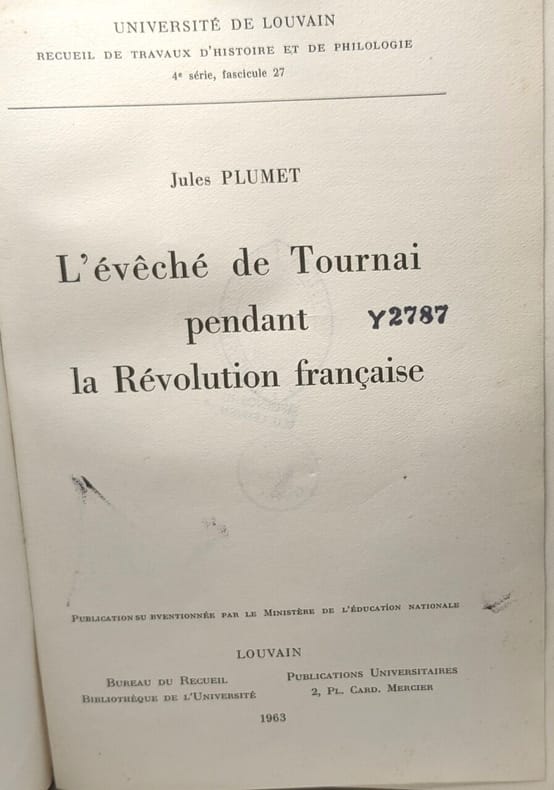 UNIVERSITÉ DE LOUVAIN
RECUEIL DE TRAVAUX D'HISTOIRE ET DE PHILOLOGIE
4e série, fascicule 27
Jules PLUMET
L'évêché de Tournai
pendant
Y2787
la Révolution française
PUBLICATION SU BVENTIONNÉE PAR LE MINISTÈRE DE L'ÉDUCATION NATIONALE
LOUVAIN
BUREAU DU RECUEIL
BIBLIOTHÈQUE DE L'UNIVERSITÉ
PUBLICATIONS UNIVERSITAIRES
2, PL. CARD. MERCIER
1963